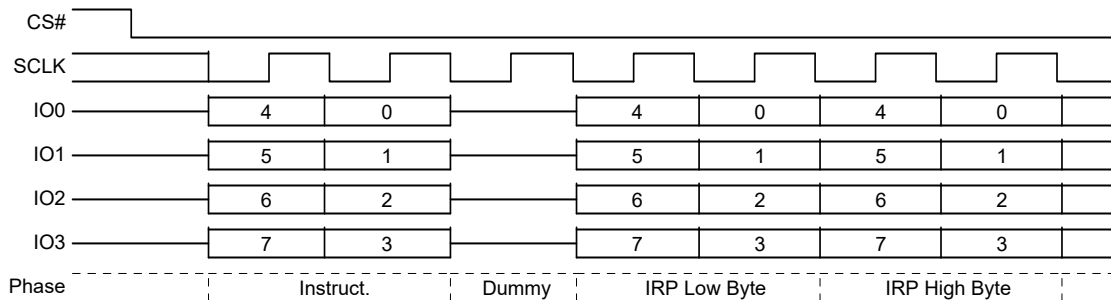 CS#
SCLK
IO0 4 0 4 0 4 0
IO1 5 1 5 1 5 1
IO2 6 2 6 2 6 2
IO3 7 3 7 3 7 3
Phase Instruct. Dummy IRP Low Byte IRP High Byte